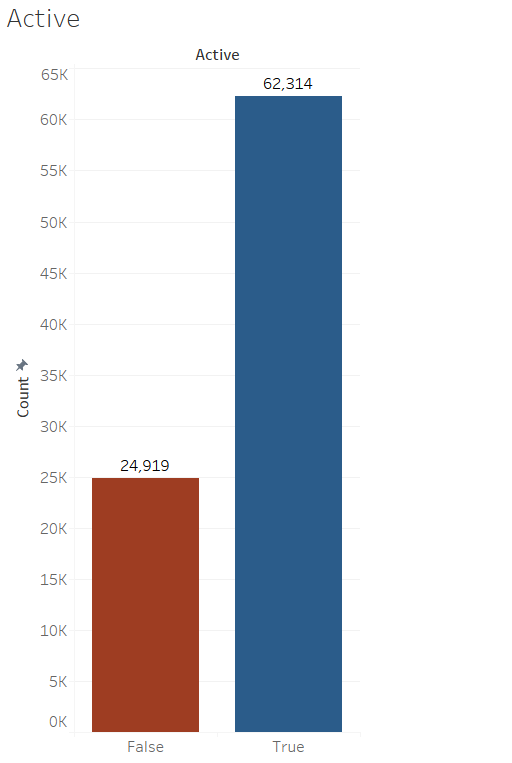 Active
Active
65K
62,314
60K
55K
50K
45K
40K
35K
Count
30K
24,919
25K
20K
15K
10K
5K
0K
False True